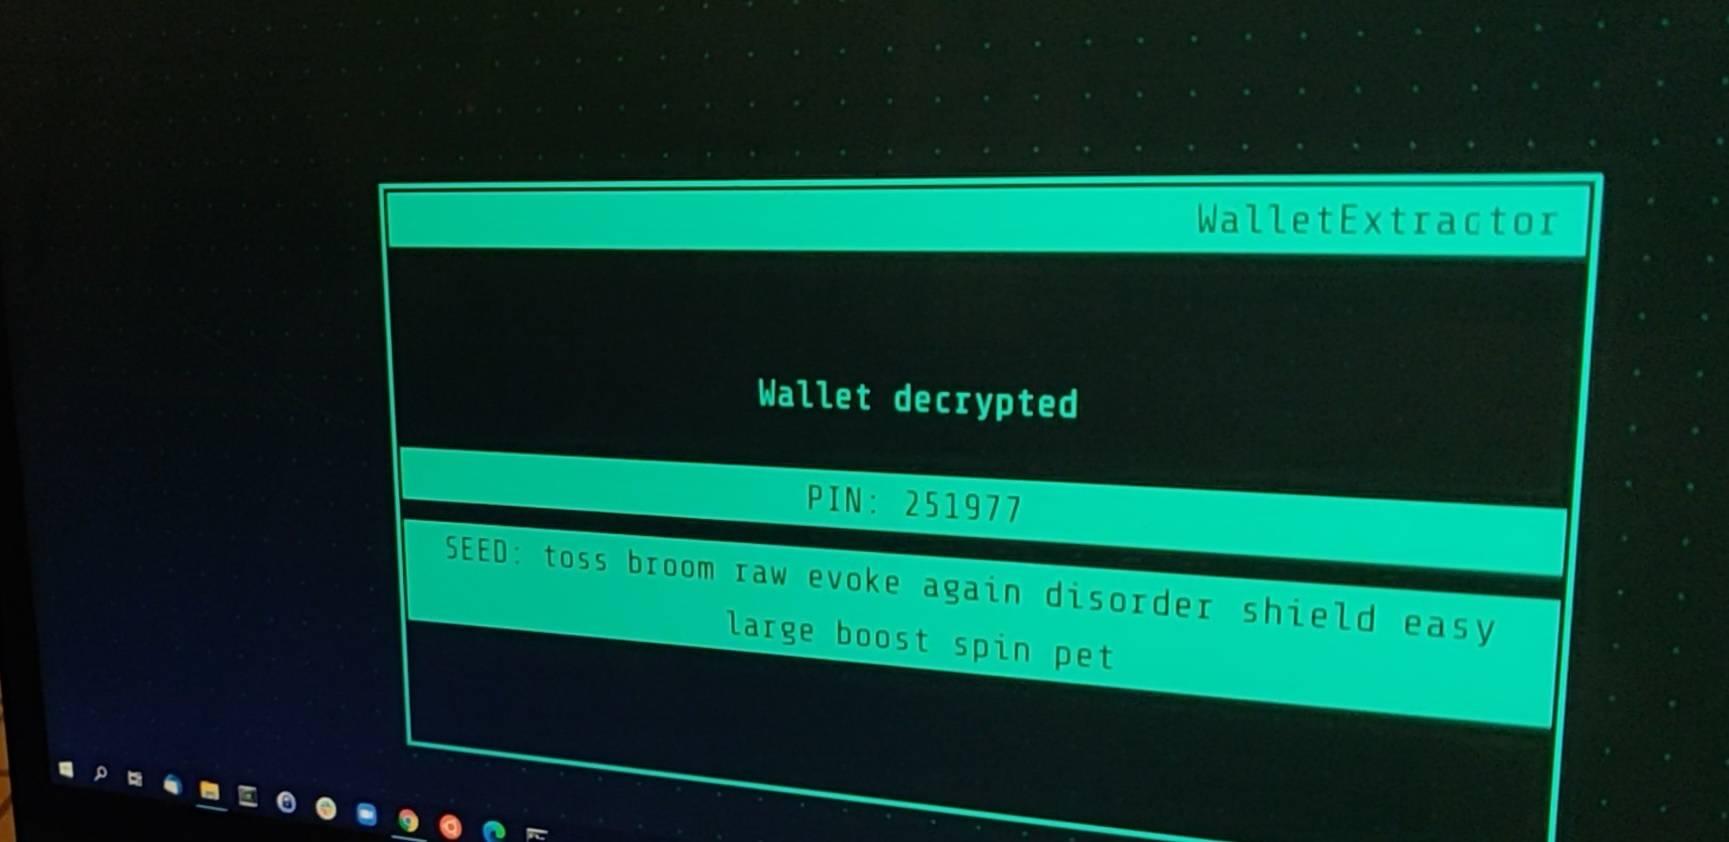 WalletExtractor
Wallet decrypted
PIN: 251977
SEED: toss broom raw evoke again disorder shield easy
large boost spin pet